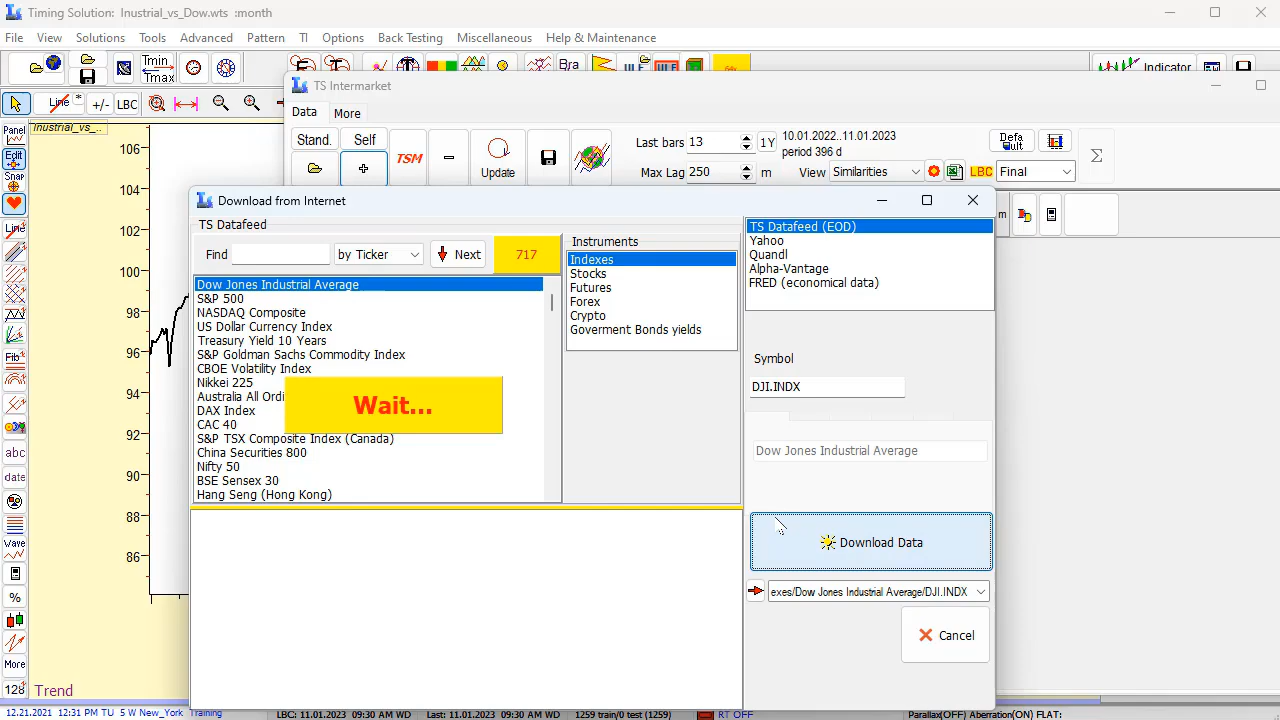 Timing Solution: Inustrial_vs_Dow.wts :month
File View Solutions Tools Advanced Pattern TI Options Back Testing Miscellaneous Help & Maintenance
Tmin
Tmax
Bra
ULE
ULE
Indicator
TS Intermarket
Line
*
+/-
LBC
Data More
Stand. Self
TSM
Update
Last bars 13 1Y
10.01.2022..11.01.2023
period 396 d
Defa
ult
Max Lag 250 m View Similarities LBC Final
Σ
m
Panel
Edit
Snap
Line
Fib
abc
date
Wave
%
More
128
Inustrial_vs_..
106
104
102
100
98
96
94
92
90
88
86
Trend
Download from Internet
TS Datafeed
Find by Ticker Next 717
Dow Jones Industrial Average
S&P 500
NASDAQ Composite
US Dollar Currency Index
Treasury Yield 10 Years
S&P Goldman Sachs Commodity Index
CBOE Volatility Index
Nikkei 225
Australia All Ordi
DAX Index
CAC 40
S&P TSX Composite Index (Canada)
China Securities 800
Nifty 50
BSE Sensex 30
Hang Seng (Hong Kong)
Wait...
Instruments
Indexes
Stocks
Futures
Forex
Crypto
Goverment Bonds yields
TS Datafeed (EOD)
Yahoo
Quandl
Alpha-Vantage
FRED (economical data)
Symbol
DJI.INDX
Dow Jones Industrial Average
Download Data
exes/Dow Jones Industrial Average/DJI.INDX
Cancel
12.21.2021 12:31 PM TU 5 W New_York Training LBC: 11.01.2023 09:30 AM WD Last: 11.01.2023 09:30 AM WD 1259 train/0 test (1259) RT OFF Parallax(OFF) Aberration(ON) FLAT: